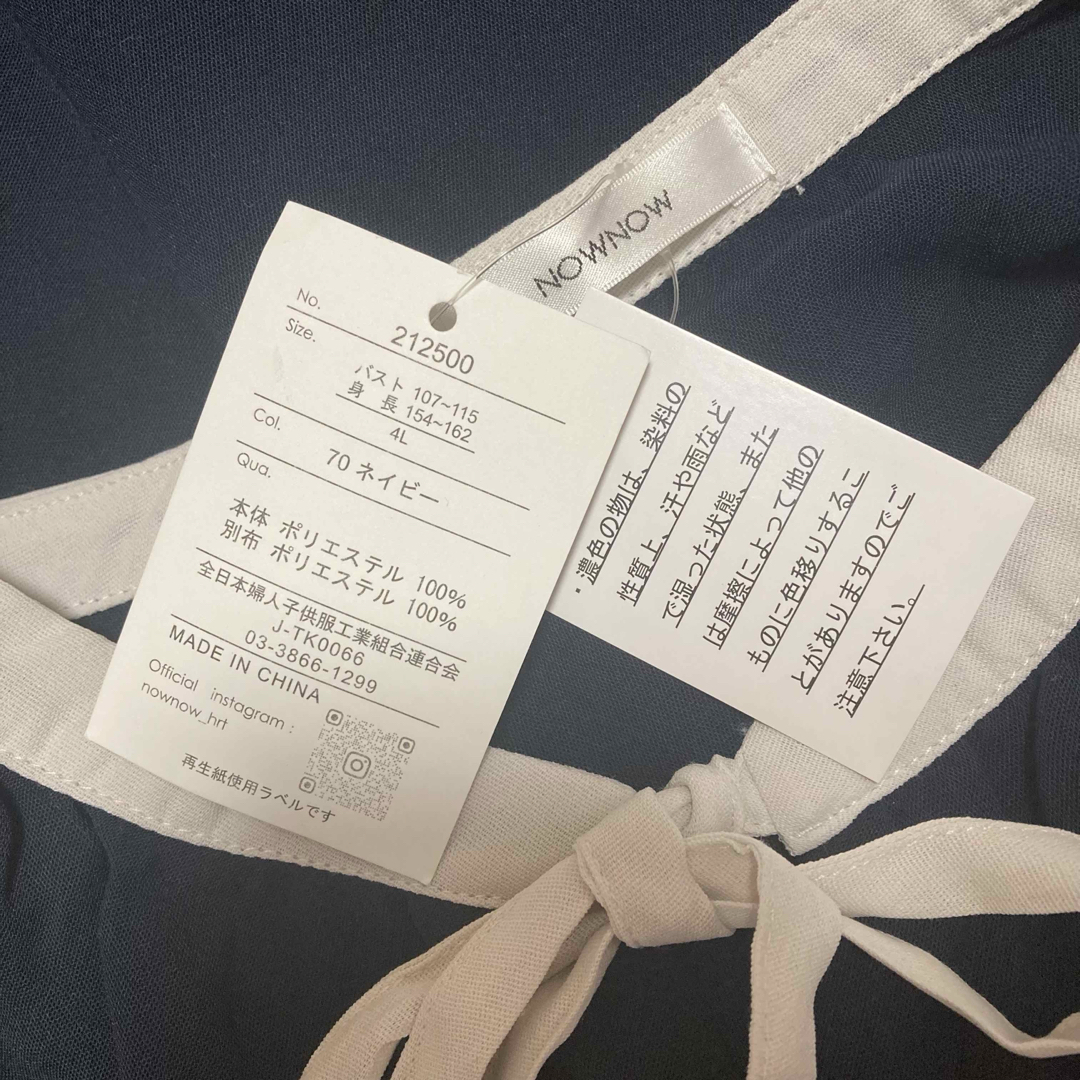 NOWNOW
No.
212500
Size.
バスト 107~115
身 長 154~162
4L
Col.
70 ネイビー
Qua.
本体 ポリエステル 100%
別布 ポリエステル 100%
全日本婦人子供服工業組合連合会
J-TK0066
03-3866-1299
MADE IN CHINA
Official instagram :
nownow_hrt
再生紙使用ラベルです
・濃色の物は、染料の
性質上、汗や雨など
で湿った状態、また
は摩擦によって他の
ものに色移りするこ
とがありますのでご
注意下さい。